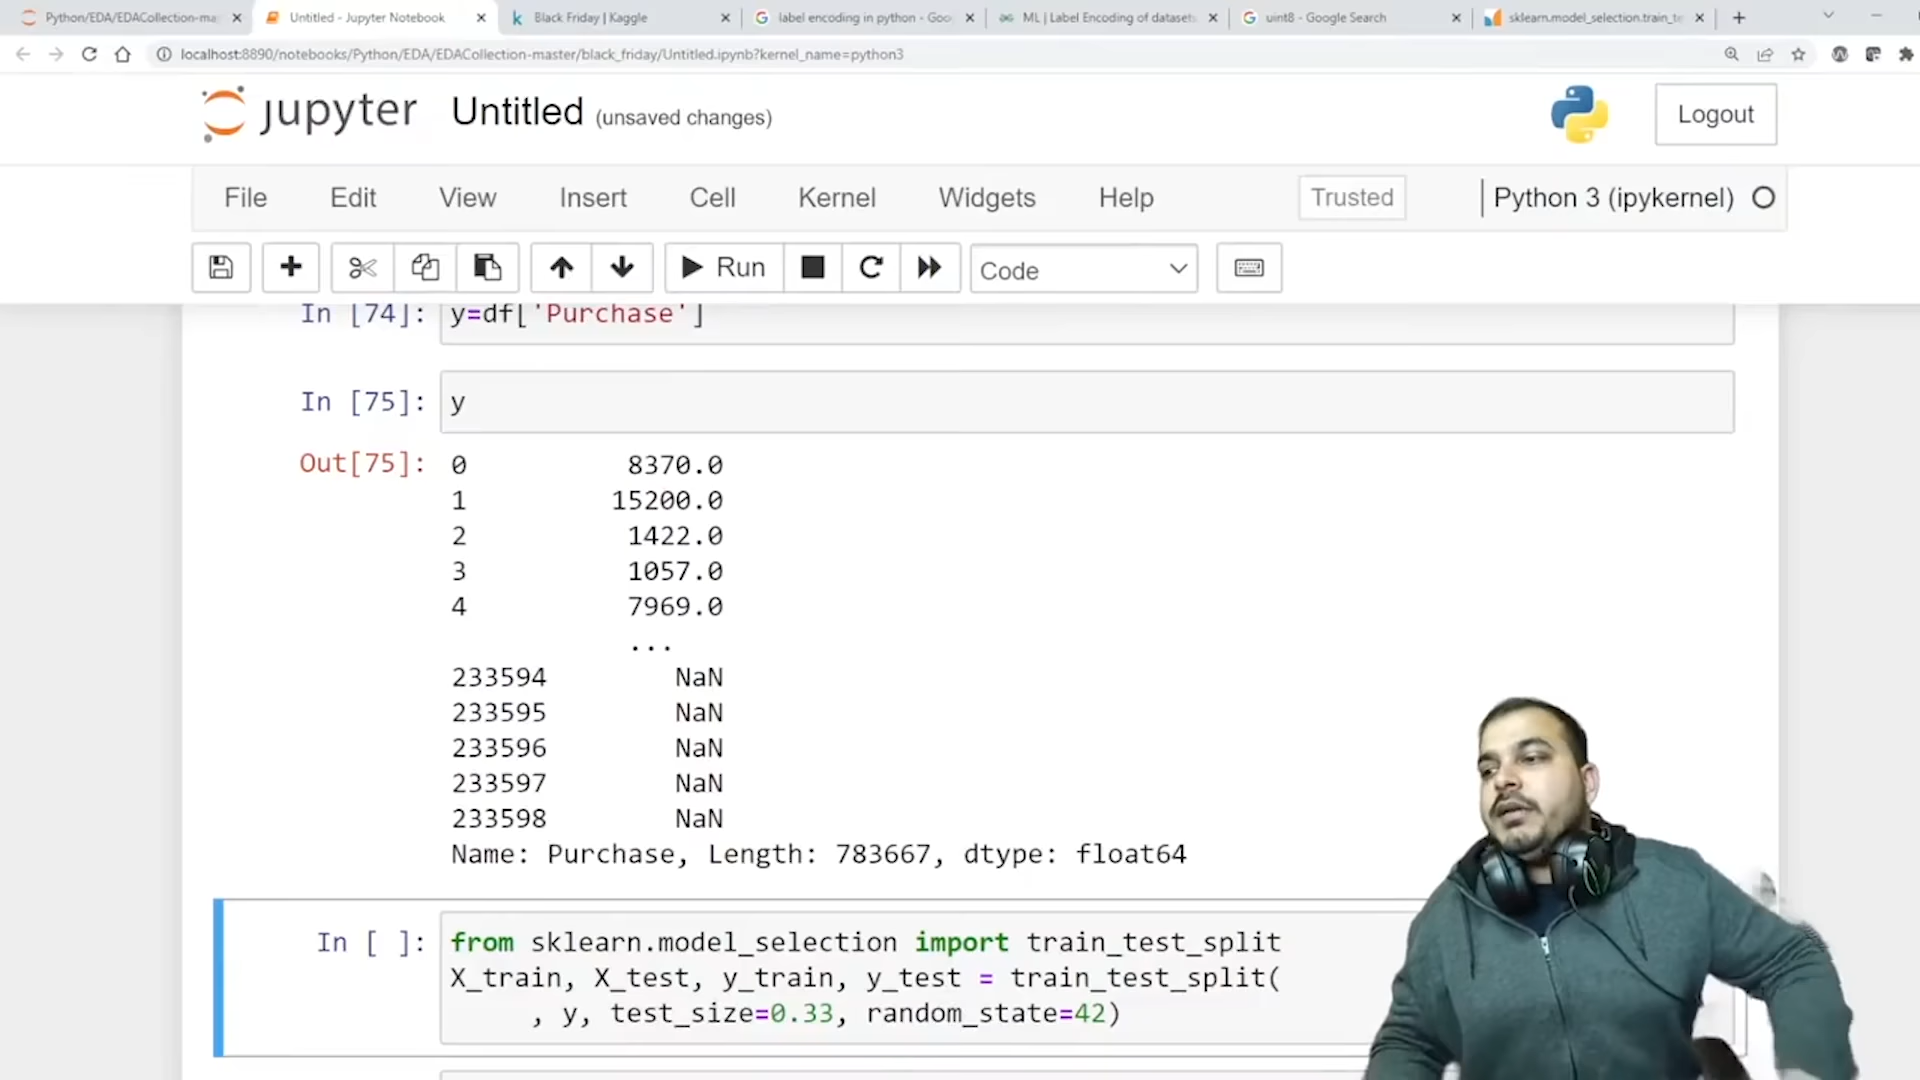 Python/EDA/EDACollection-ma
Untitled - Jupyter Notebook
Black Friday | Kaggle
label encoding in python - Goo
ML | Label Encoding of datasets
uint8 - Google Search
sklearn.model_selection.train_te
localhost:8890/notebooks/Python/EDA/EDACollection-master/black_friday/Untitled.ipynb?kernel_name=python3
jupyter Untitled (unsaved changes)
Logout
File Edit View Insert Cell Kernel Widgets Help Trusted Python 3 (ipykernel)
Run Code
In [74]: y=df['Purchase']
In [75]: y
Out[75]: 0 8370.0
1 15200.0
2 1422.0
3 1057.0
4 7969.0
...
233594 NaN
233595 NaN
233596 NaN
233597 NaN
233598 NaN
Name: Purchase, Length: 783667, dtype: float64
In [ ]: from sklearn.model_selection import train_test_split
X_train, X_test, y_train, y_test = train_test_split(
, y, test_size=0.33, random_state=42)